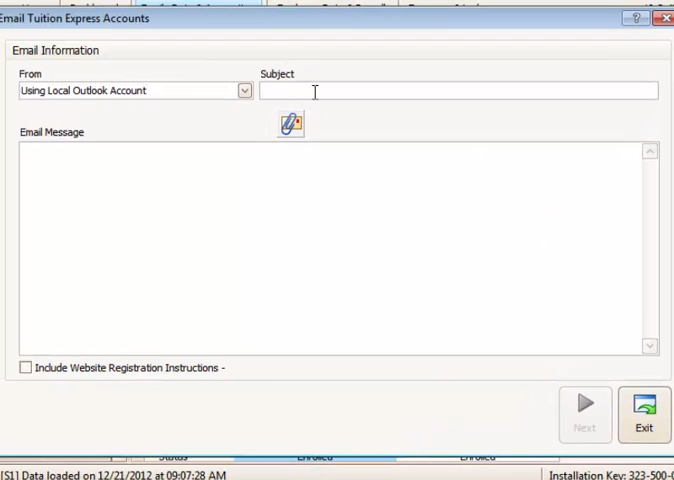 Email Tuition Express Accounts
Email Information
From
Subject
Using Local Outlook Account
Email Message
Include Website Registration Instructions -
Next
Exit
Status
Enrolled
Enrolled
[S1] Data loaded on 12/21/2012 at 09:07:28 AM
Installation Key: 323-500-0